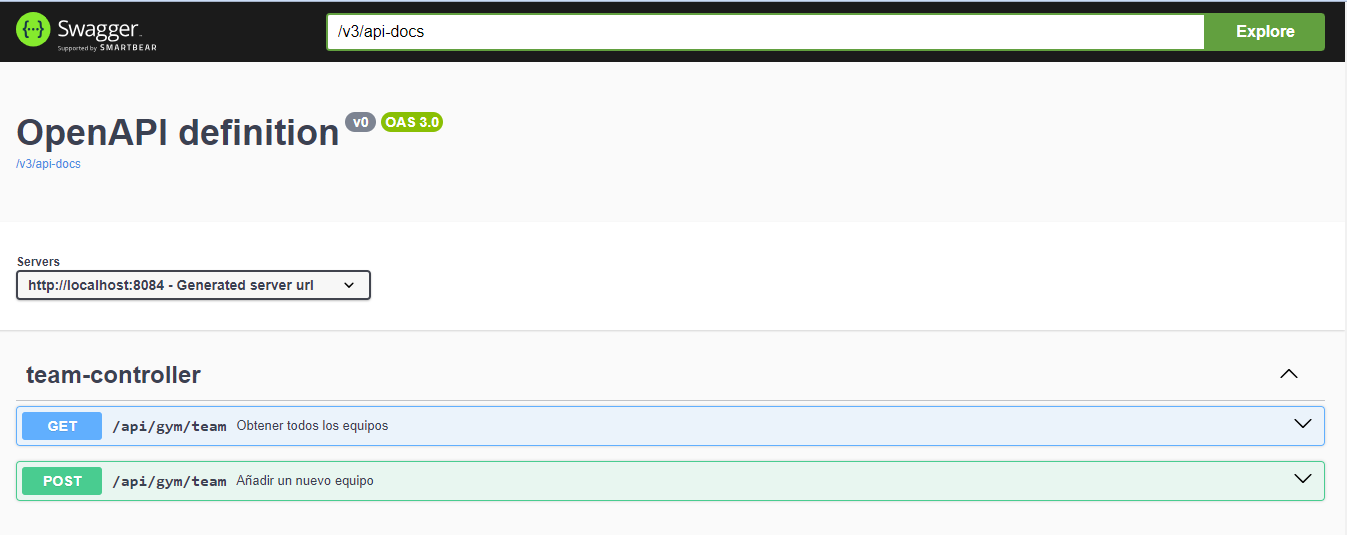 Swagger
Supported by SMARTBEAR
/v3/api-docs
Explore
OpenAPI definition v0 OAS 3.0
/v3/api-docs
Servers
http://localhost:8084 - Generated server url
team-controller
GET /api/gym/team Obtener todos los equipos
POST /api/gym/team Añadir un nuevo equipo